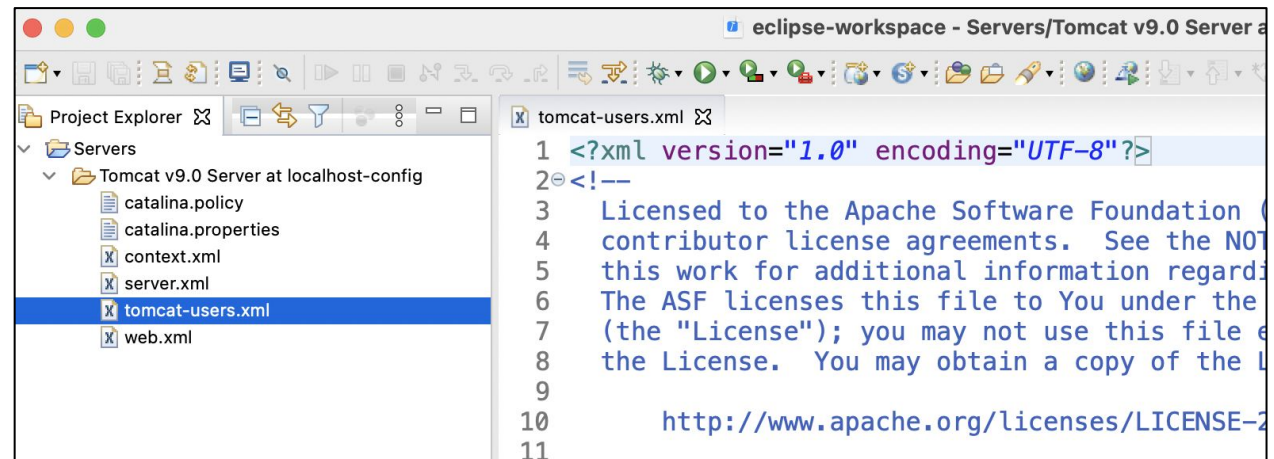 eclipse-workspace - Servers/Tomcat v9.0 Server
Project Explorer
Servers
Tomcat v9.0 Server at localhost-config
catalina.policy
catalina.properties
context.xml
server.xml
tomcat-users.xml
web.xml
tomcat-users.xml
1 <?xml version="1.0" encoding="UTF-8"?>
2 <!--
3 Licensed to the Apache Software Foundation (
4 contributor license agreements. See the
5 this work for additional information
6 The ASF licenses this file to You under the
7 (the "License"); you may not use this file
8 the License. You may obtain a copy of the
9
10 http://www.apache.org/licenses/LICENSE-2
11